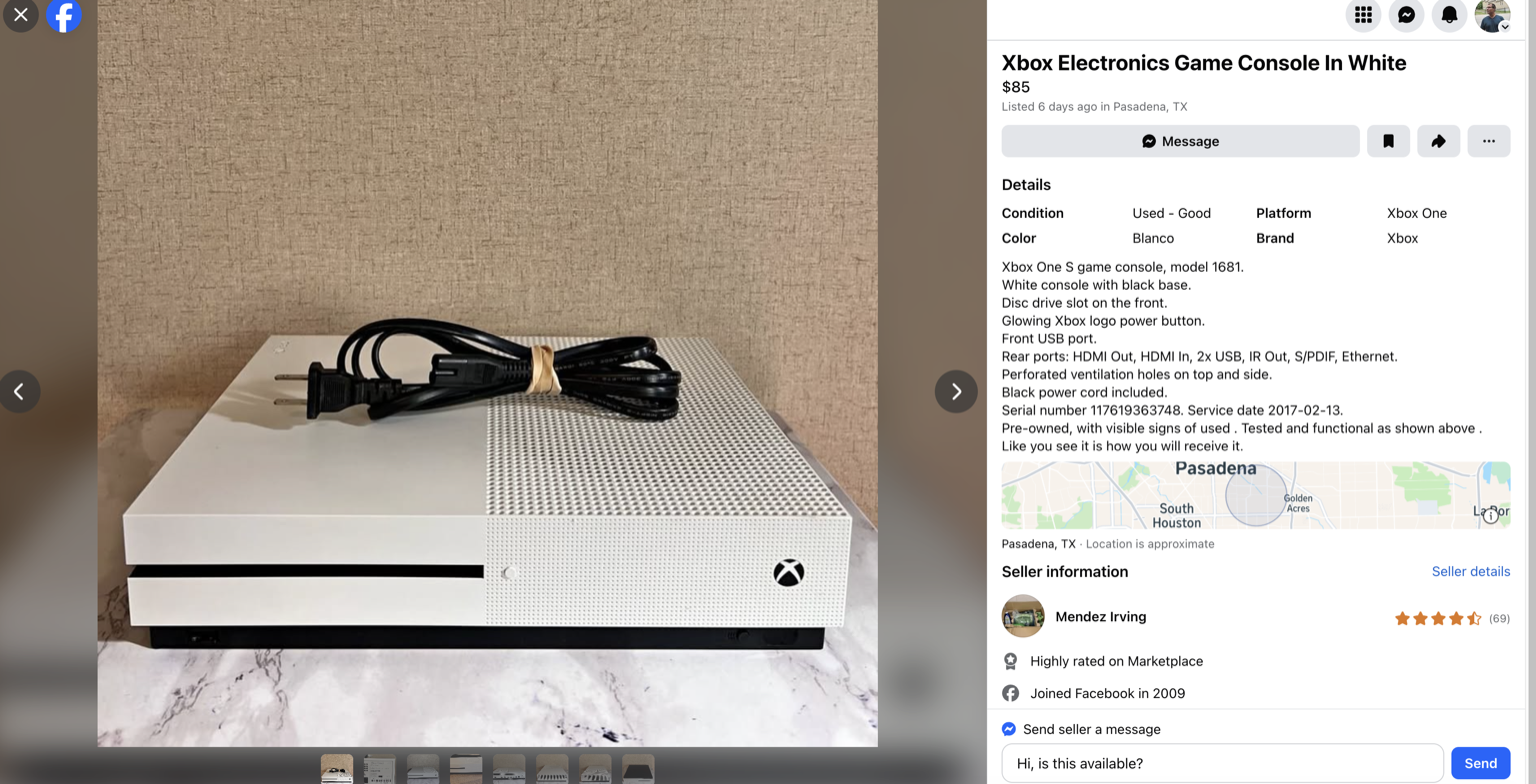 Xbox Electronics Game Console In White
$85
Listed 6 days ago in Pasadena, TX
Message
Details
Condition Used - Good Platform Xbox One
Color Blanco Brand Xbox
Xbox One S game console, model 1681.
White console with black base.
Disc drive slot on the front.
Glowing Xbox logo power button.
Front USB port.
Rear ports: HDMI Out, HDMI In, 2x USB, IR Out, S/PDIF, Ethernet.
Perforated ventilation holes on top and side.
Black power cord included.
Serial number 117619363748. Service date 2017-02-13.
Pre-owned, with visible signs of used . Tested and functional as shown above .
Like you see it is how you will receive it.
Pasadena
Golden
Acres
South
Houston
Pasadena, TX · Location is approximate
Seller information Seller details
Mendez Irving (69)
Highly rated on Marketplace
Joined Facebook in 2009
Send seller a message
Hi, is this available? Send